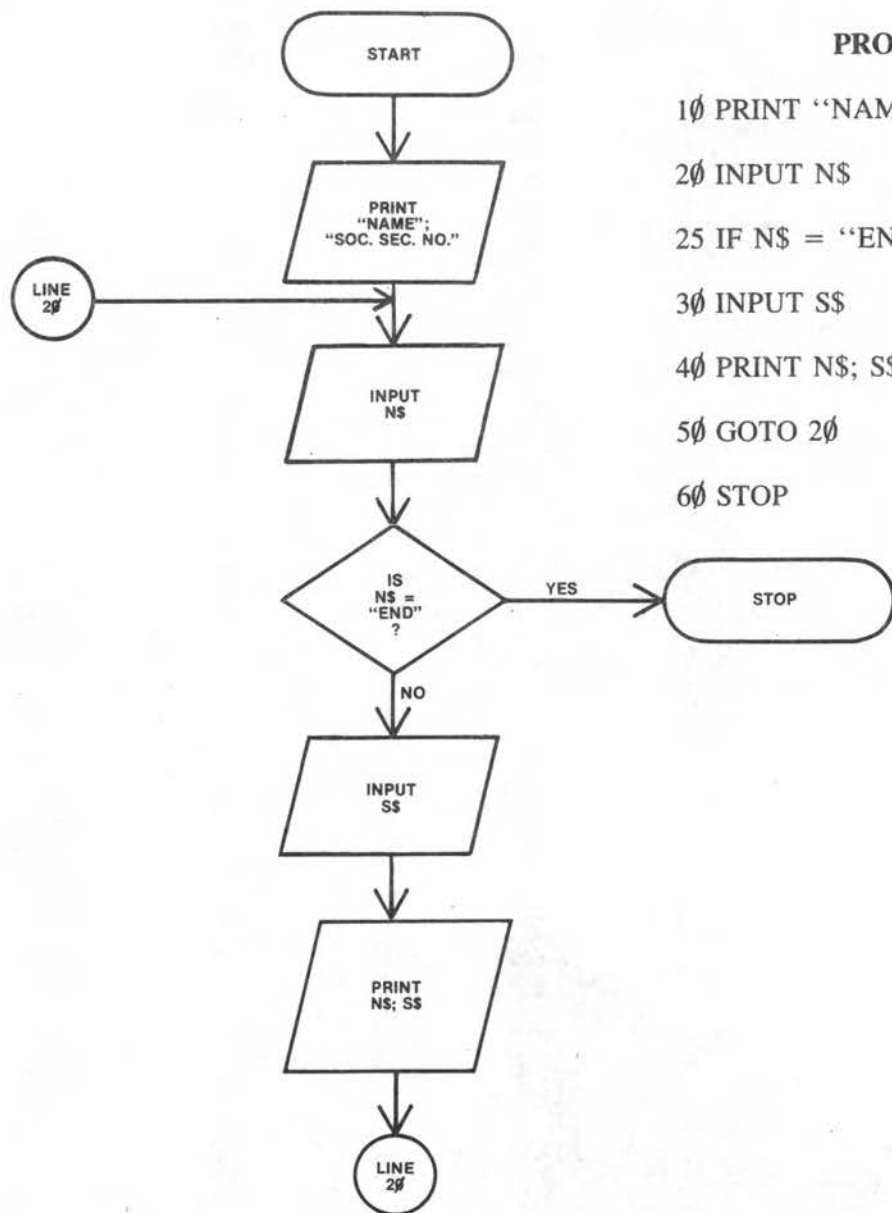 START
PRINT
"NAME";
"SOC. SEC. NO."
LINE
2Ø
INPUT
N$
IS
N$ =
"END"
?
YES
STOP
NO
INPUT
S$
PRINT
N$; S$
LINE
2Ø
PRO
1Ø PRINT ‘‘NAM
2Ø INPUT N$
25 IF N$ = ‘‘EN
3Ø INPUT S$
4Ø PRINT N$; S$
5Ø GOTO 2Ø
6Ø STOP